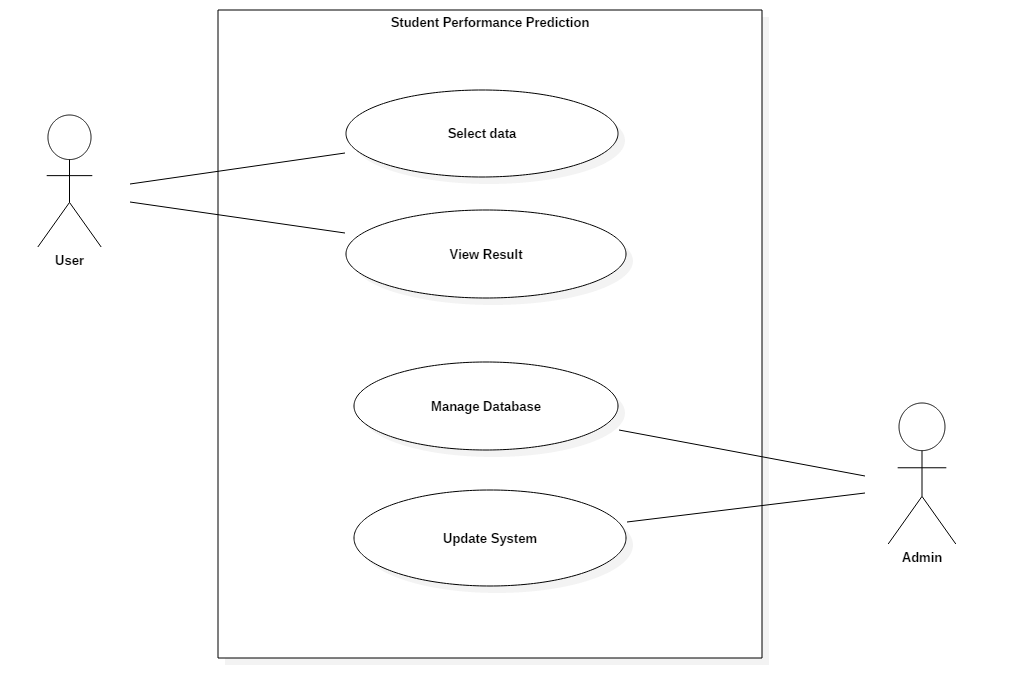 Student Performance Prediction
Select data
View Result
User
Manage Database
Update System
Admin